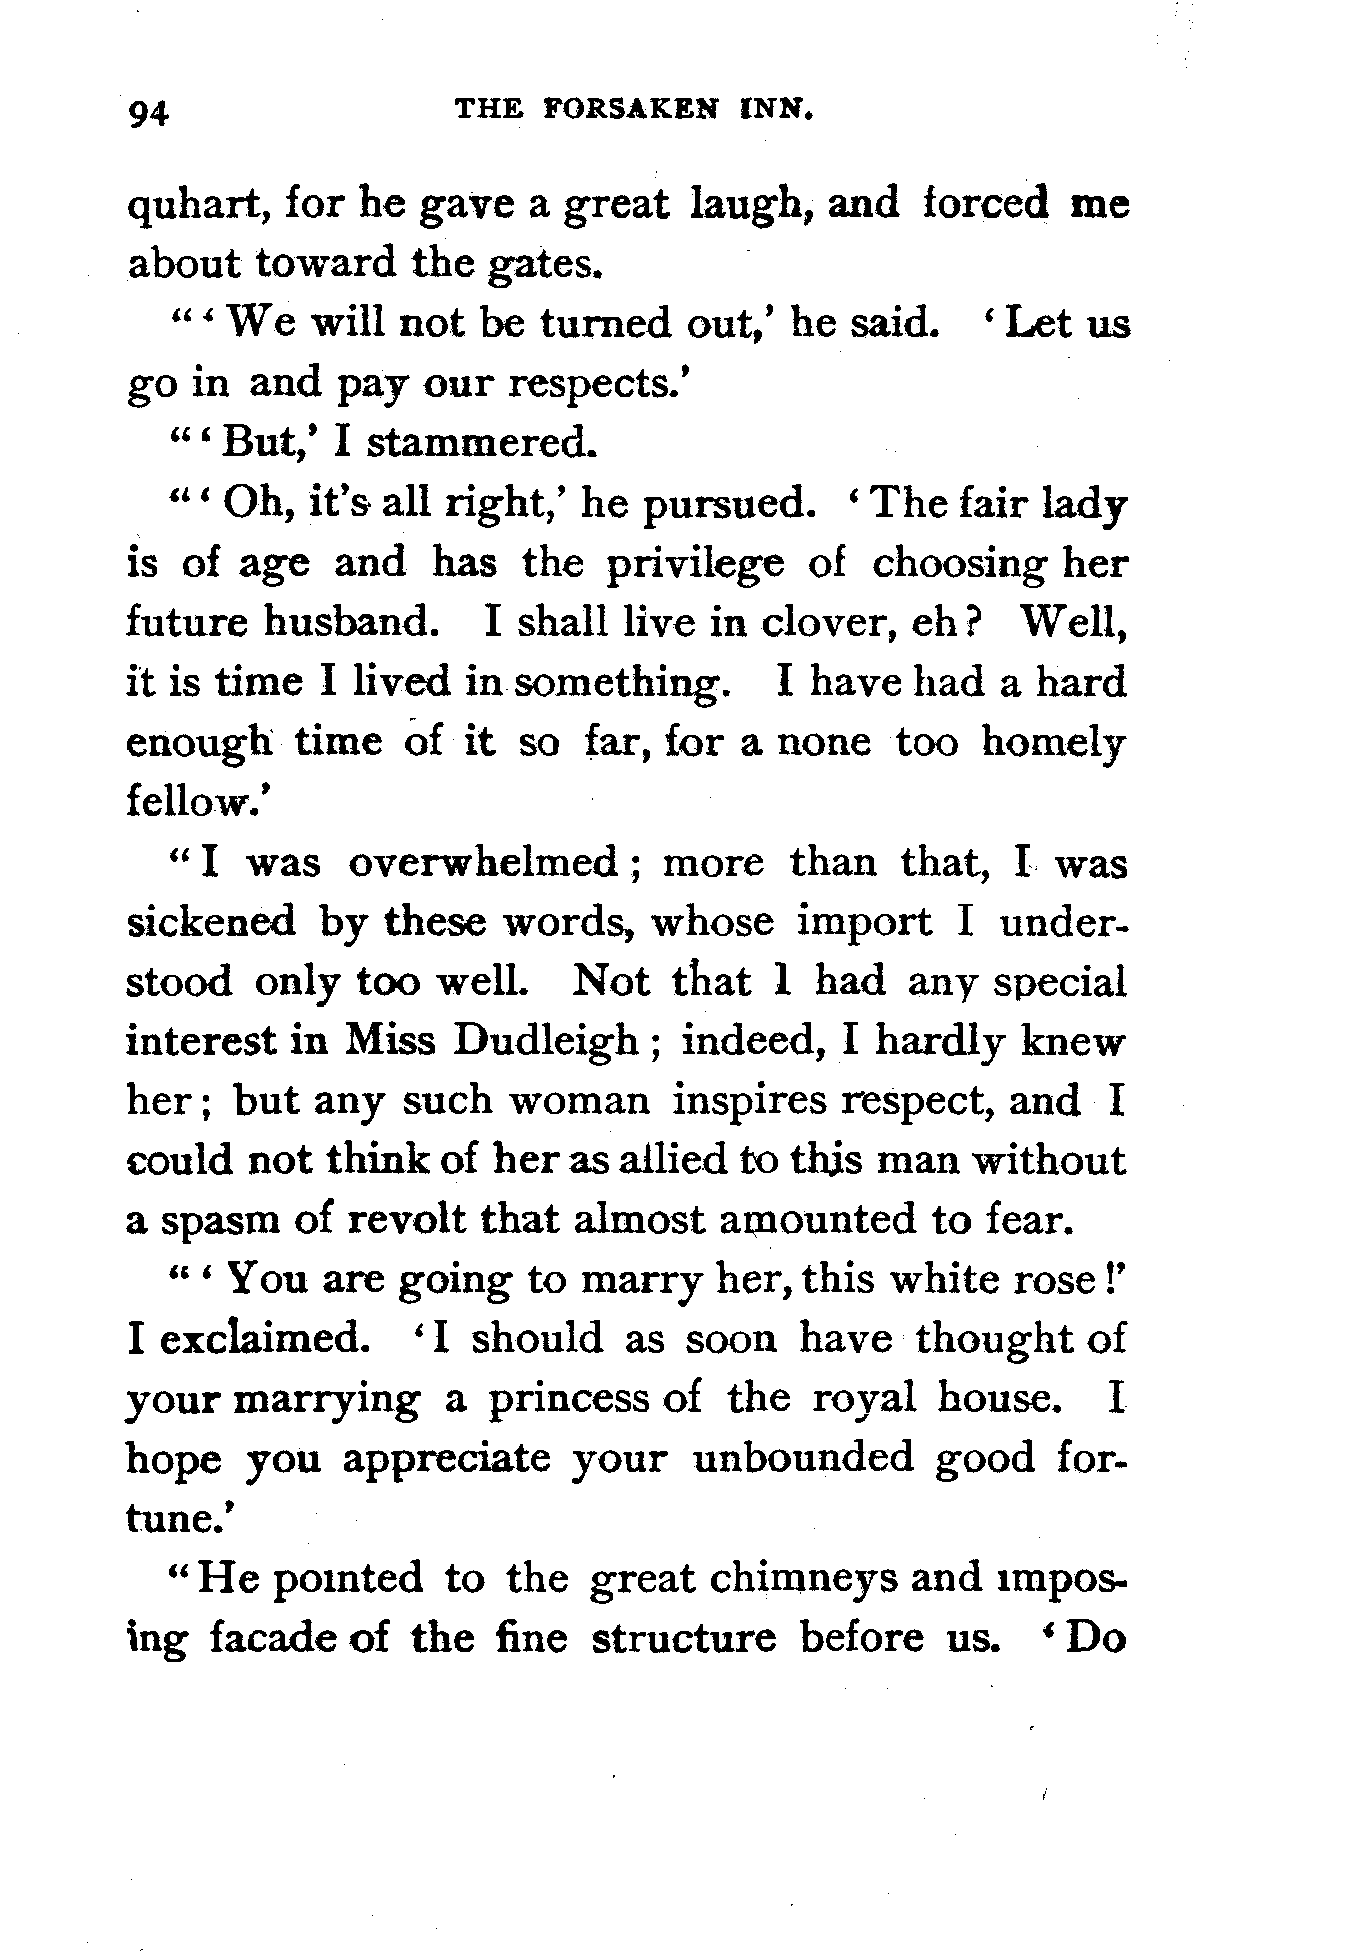 94 THE FORSAKEN INN.
quhart, for he gave a great laugh, and forced me
about toward the gates.
“ ‘ We will not be turned out,’ he said. ‘ Let us
go in and pay our respects.’
“ ‘ But,’ I stammered.
“ ‘ Oh, it’s all right,’ he pursued. ‘ The fair lady
is of age and has the privilege of choosing her
future husband. I shall live in clover, eh ? Well,
it is time I lived in something. I have had a hard
enough time of it so far, for a none too homely
fellow.’
“ I was overwhelmed ; more than that, I was
sickened by these words, whose import I under-
stood only too well. Not that I had any special
interest in Miss Dudleigh ; indeed, I hardly knew
her ; but any such woman inspires respect, and I
could not think of her as allied to this man without
a spasm of revolt that almost amounted to fear.
“ ‘ You are going to marry her, this white rose !’
I exclaimed. ‘ I should as soon have thought of
your marrying a princess of the royal house. I
hope you appreciate your unbounded good for-
tune.’
“ He pointed to the great chimneys and impos-
ing facade of the fine structure before us. ‘ Do